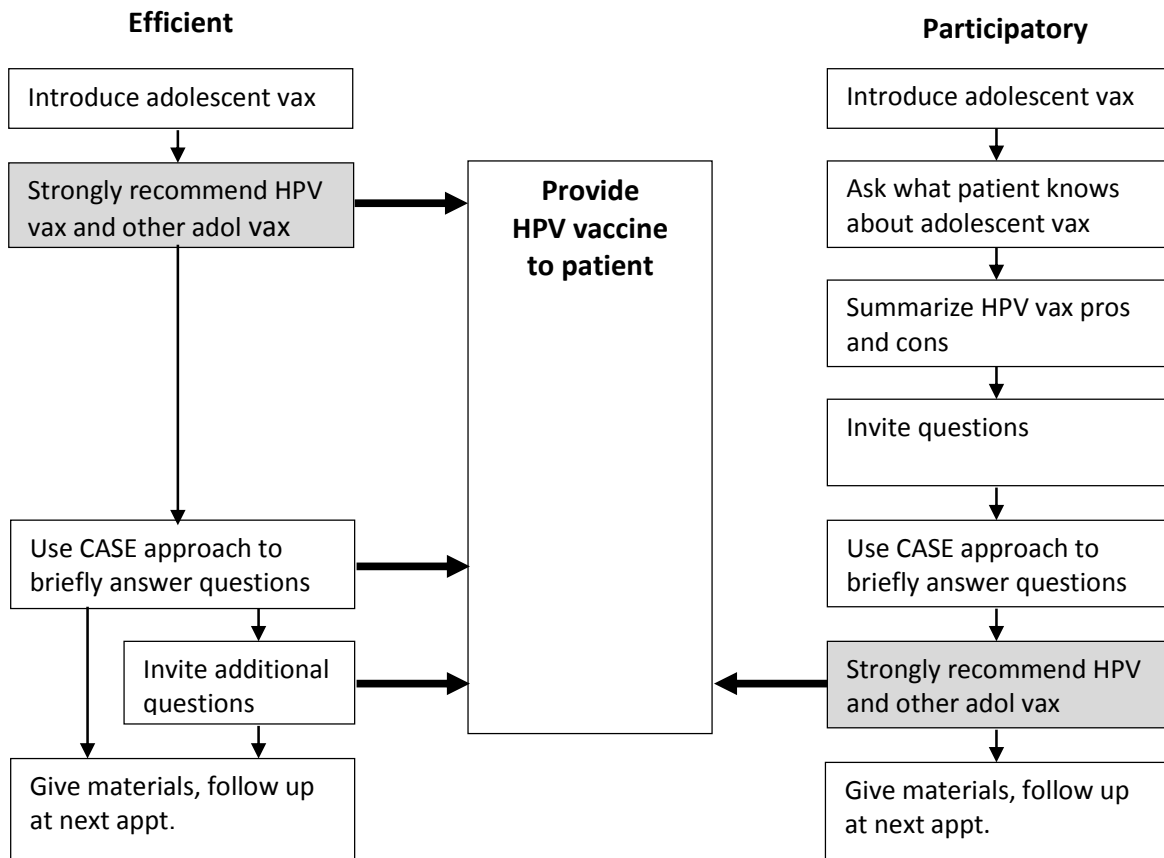 Efficient
Introduce adolescent vax
Strongly recommend HPV
vax and other adol vax
Use CASE approach to
briefly answer questions
Invite additional
questions
Give materials, follow up
at next appt.
Provide
HPV vaccine
to patient
Participatory
Introduce adolescent vax
Ask what patient knows
about adolescent vax
Summarize HPV vax pros
and cons
Invite questions
Use CASE approach to
briefly answer questions
Strongly recommend HPV
and other adol vax
Give materials, follow up
at next appt.